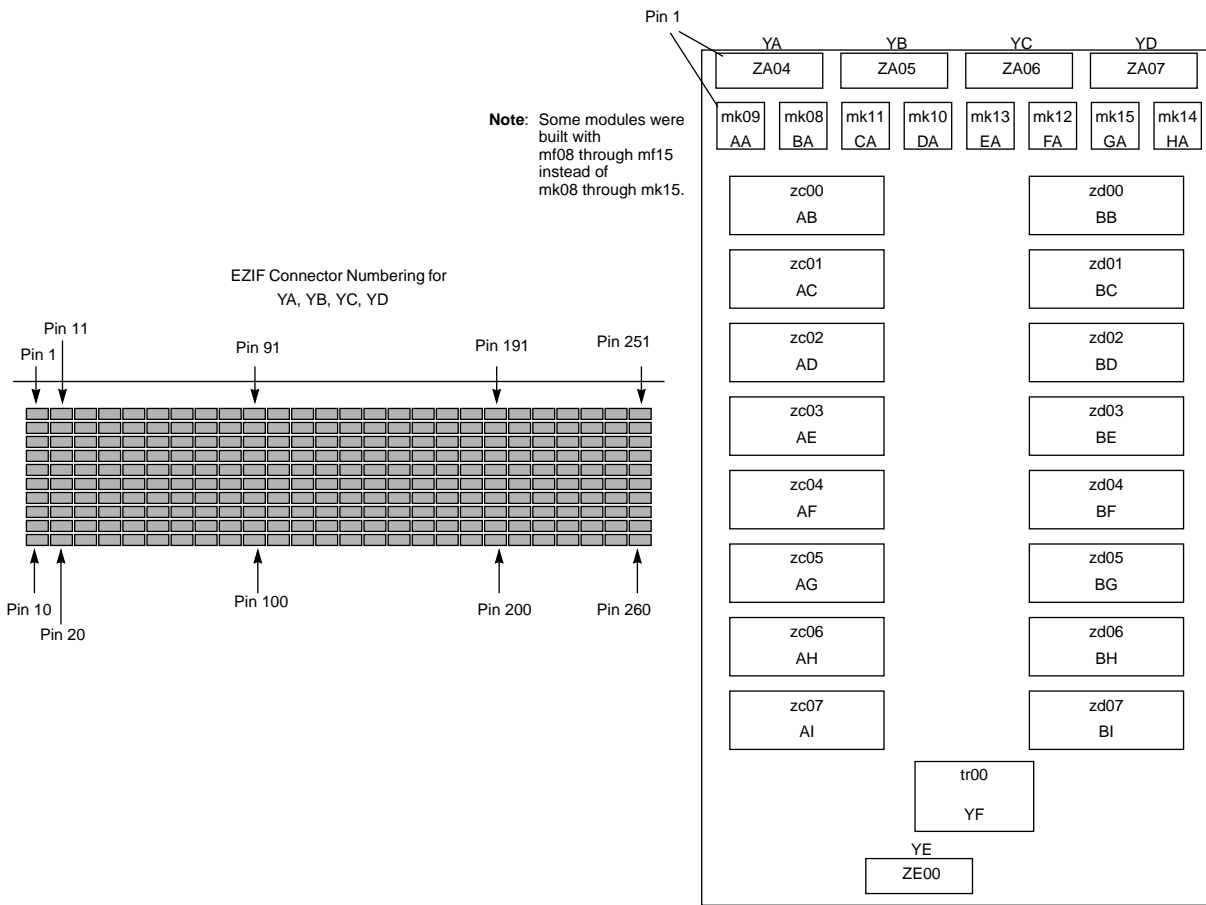 Pin 1
YA YB YC YD
ZA04 ZA05 ZA06 ZA07
mk09 mk08 mk11 mk10 mk13 mk12 mk15 mk14
AA BA CA DA EA FA GA HA
Note: Some modules were
built with
mf08 through mf15
instead of
mk08 through mk15.
zc00 zd00
AB BB
zc01 zd01
AC BC
zc02 zd02
AD BD
zc03 zd03
AE BE
zc04 zd04
AF BF
zc05 zd05
AG BG
zc06 zd06
AH BH
zc07 zd07
AI BI
tr00
YF
YE
ZE00
EZIF Connector Numbering for
YA, YB, YC, YD
Pin 1 Pin 11 Pin 91 Pin 191 Pin 251
Pin 10 Pin 20 Pin 100 Pin 200 Pin 260